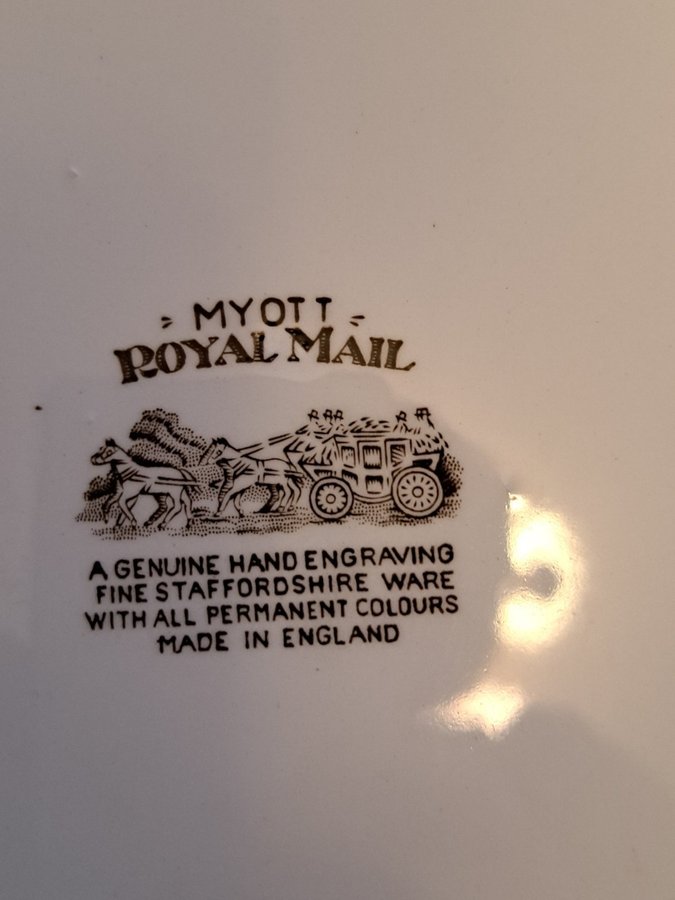 MYOTT
ROYAL MAIL
A GENUINE HAND ENGRAVING
FINE STAFFORDSHIRE WARE
WITH ALL PERMANENT COLOURS
MADE IN ENGLAND